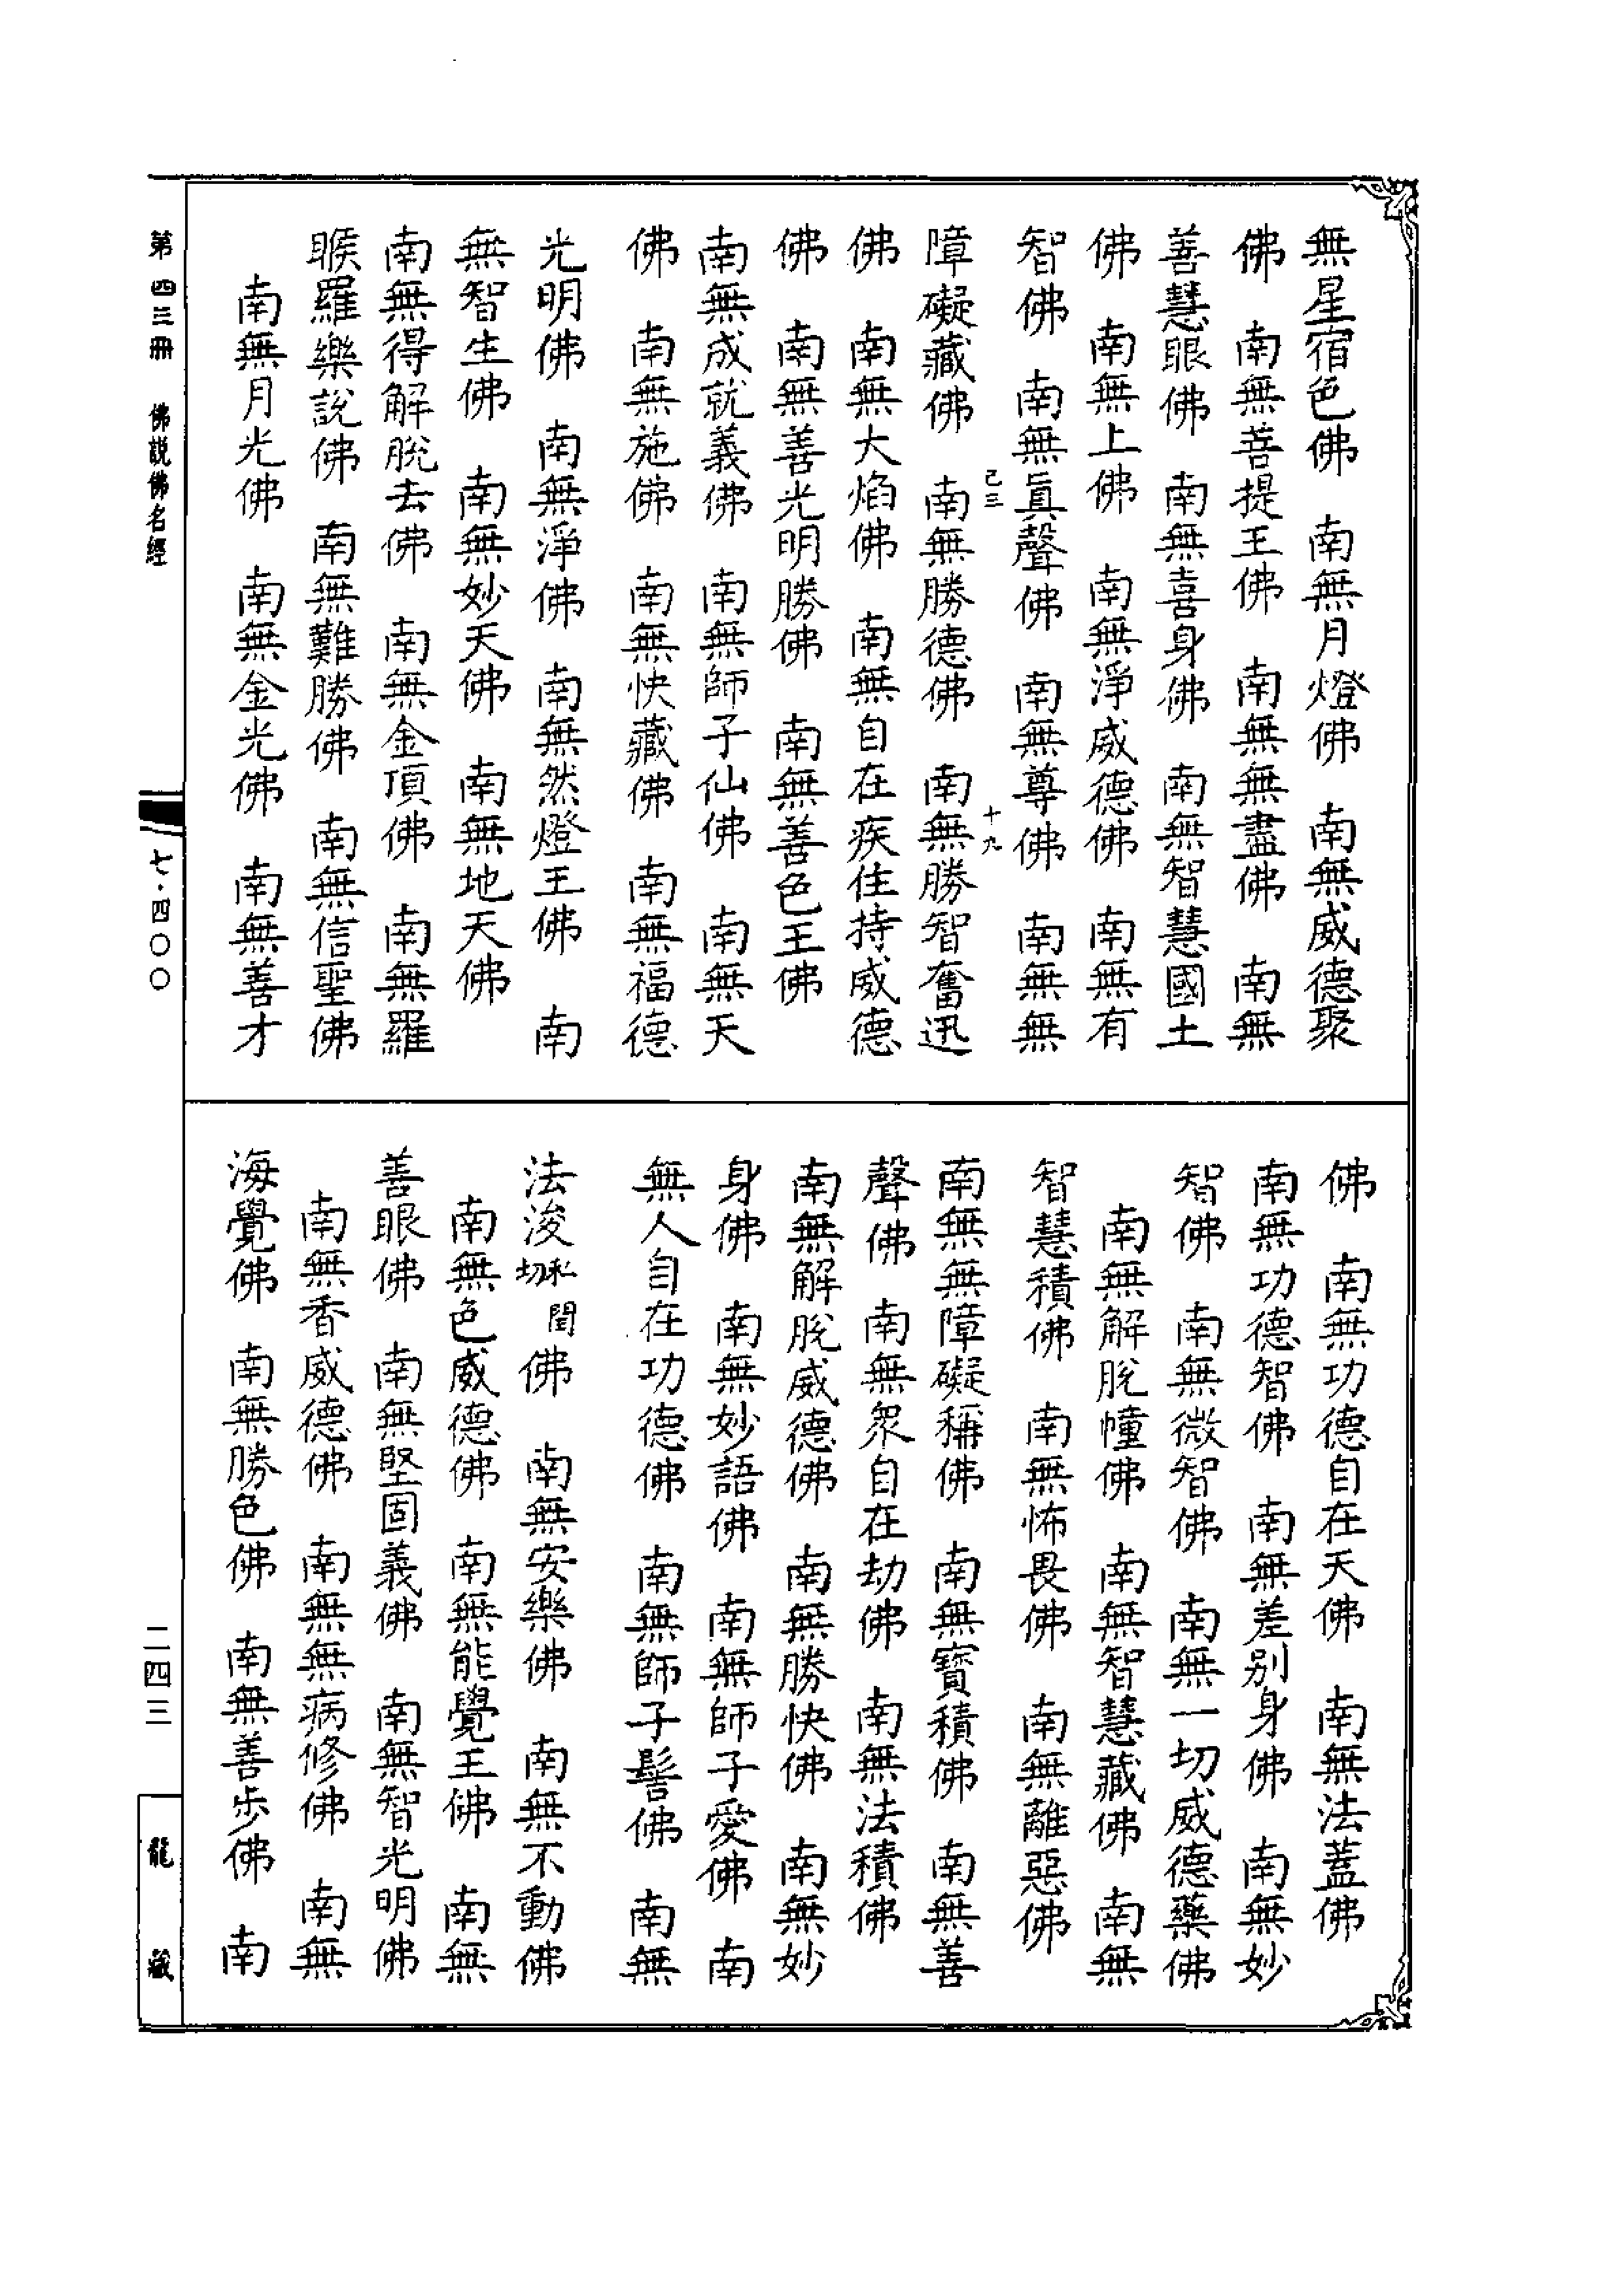 無星宿色佛　南無月燈佛　南無威德聚
佛　南無菩提王佛　南無無盡佛　南無
善慧眼佛　南無喜身佛　南無智慧國土
佛　南無上佛　南無淨威德佛　南無有
智佛　南無眞聲佛　南無尊佛　南無無
己三　十九
障礙藏佛　南無勝德佛　南無勝智奮迅
佛　南無大焰佛　南無自在疾住持威德
佛　南無善光明勝佛　南無善色王佛
南無成就義佛　南無師子仙佛　南無天
佛　南無施佛　南無快藏佛　南無福德
光明佛　南無淨佛　南無然燈王佛　南
無智生佛　南無妙天佛　南無地天佛
南無得解脫去佛　南無金頂佛　南無羅
睺羅樂說佛　南無難勝佛　南無信聖佛
南無月光佛　南無金光佛　南無善才
佛　南無功德自在天佛　南無法蓋佛
南無功德智佛　南無差別身佛　南無妙
智佛　南無微智佛　南無一切威德藥佛
南無解脫幢佛　南無智慧藏佛　南無
智慧積佛　南無怖畏佛　南無離惡佛
南無無障礙稱佛　南無寶積佛　南無善
聲佛　南無眾自在劫佛　南無法積佛
南無解脫威德佛　南無勝快佛　南無妙
身佛　南無妙語佛　南無師子愛佛　南
無人自在功德佛　南無師子髻佛　南無
法浚私閏切佛　南無安樂佛　南無不動佛
南無色威德佛　南無能覺王佛　南無
善眼佛　南無堅固義佛　南無智光明佛
南無香威德佛　南無無病修佛　南無
海覺佛　南無勝色佛　南無善步佛　南
第四三冊　佛說佛名經
七·四〇〇
二四三
龍藏